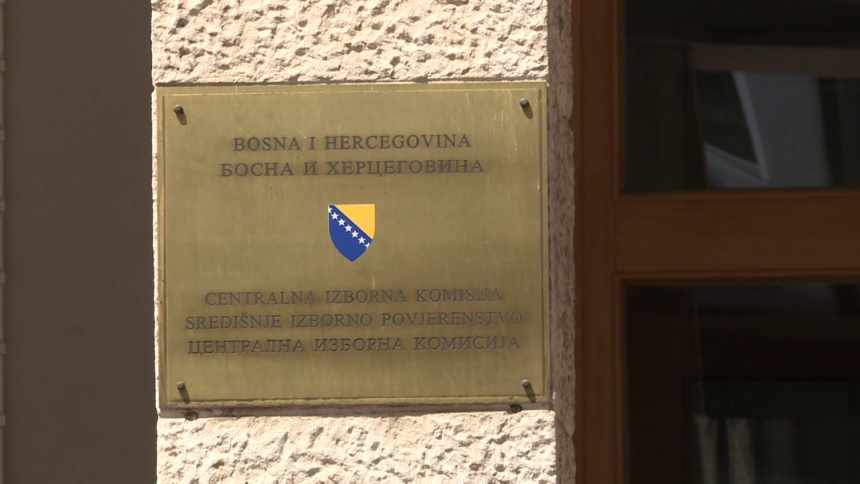 BOSNA I HERCEGOVINA
БОСНА И ХЕРЦЕГОВИНА
CENTRALNA IZBORNA KOMISIJA
SREDIŠNJE IZBORNO POVJERENSTVO
ЦЕНТРАЛНА ИЗБОРНА КОМИСИЈА